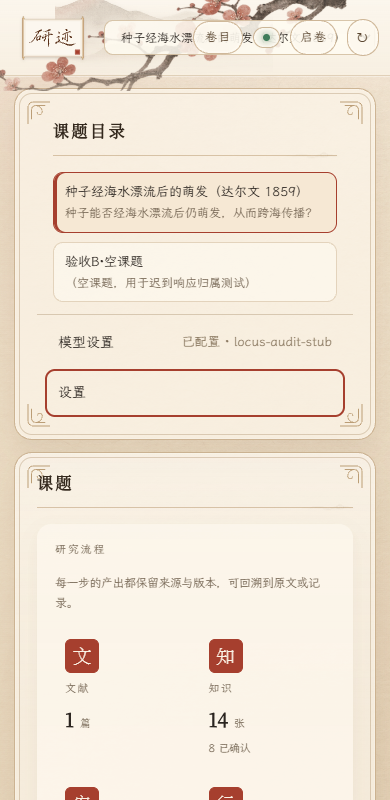 研迹
种子经海水漂
卷目
发
尔
启卷
↻
课题目录
种子经海水漂流后的萌发（达尔文 1859）
种子能否经海水漂流后仍萌发，从而跨海传播？
验收B·空课题
（空课题，用于迟到响应归属测试）
模型设置
已配置 · locus-audit-stub
设置
课题
研究流程
每一步的产出都保留来源与版本，可回溯到原文或记
录。
文
知
文献
知识
1 篇
14 张
8 已确认